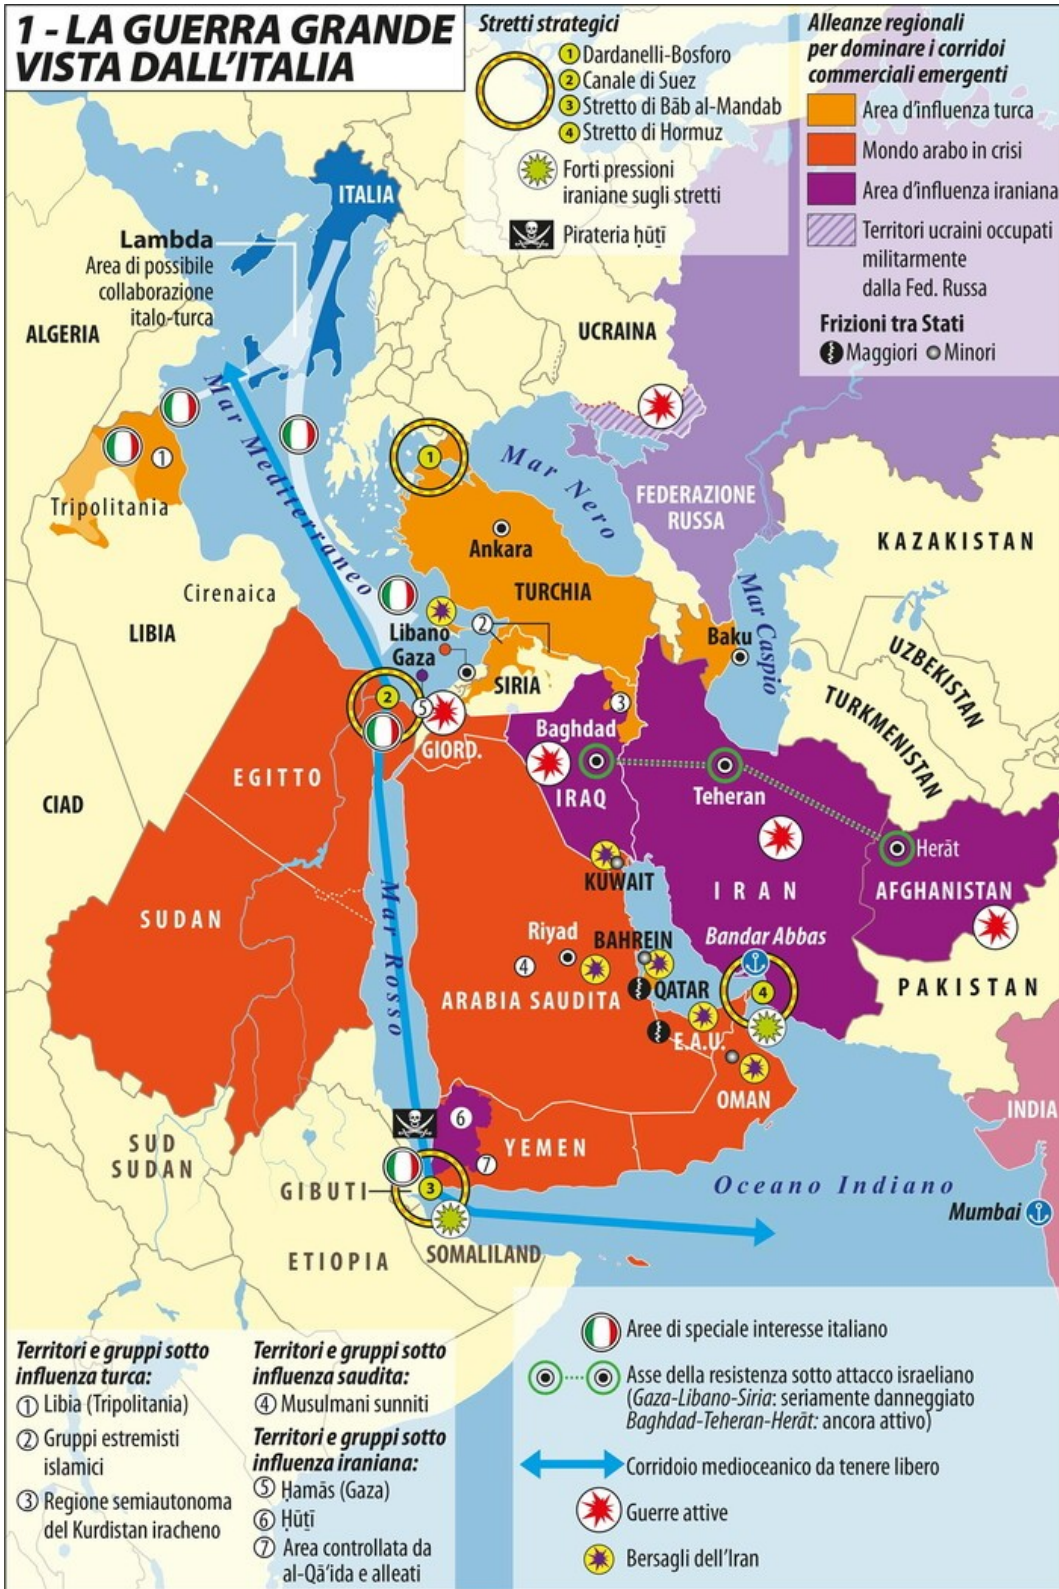 1 - LA GUERRA GRANDE
VISTA DALL'ITALIA
Stretti strategici
1 Dardanelli-Bosforo
2 Canale di Suez
3 Stretto di Bāb al-Mandab
4 Stretto di Hormuz
Forti pressioni
iraniane sugli stretti
Pirateria ḥūṯī
Alleanze regionali
per dominare i corridoi
commerciali emergenti
Area d'influenza turca
Mondo arabo in crisi
Area d'influenza iraniana
Territori ucraini occupati
militarmente
dalla Fed. Russa
Frizioni tra Stati
Maggiori
Minori
ITALIA
Lambda
Area di possibile
collaborazione
italo-turca
ALGERIA
UCRAINA
Mar Mediterraneo
1
Mar Nero
1
Tripolitania
FEDERAZIONE
RUSSA
KAZAKISTAN
Ankara
TURCHIA
Mar Caspio
Cirenaica
LIBIA
Baku
UZBEKISTAN
TURKMENISTAN
2
Libano
Gaza
SIRIA
2
5
3
GIORD.
Baghdad
IRAQ
Teheran
EGITTO
CIAD
Herāt
KUWAIT
IRAN
AFGHANISTAN
Mar Rosso
SUDAN
Riyad
BAHREIN
Bandar Abbas
4
ARABIA SAUDITA
QATAR
4
PAKISTAN
E.A.U.
OMAN
INDIA
6
SUD
SUDAN
YEMEN
7
GIBUTI
3
Oceano Indiano
Mumbai
SOMALILAND
ETIOPIA
Territori e gruppi sotto
influenza turca:
1 Libia (Tripolitania)
2 Gruppi estremisti
islamici
3 Regione semiautonoma
del Kurdistan iracheno
Territori e gruppi sotto
influenza saudita:
4 Musulmani sunniti
Territori e gruppi sotto
influenza iraniana:
5 Ḥamās (Gaza)
6 Ḥūṯī
7 Area controllata da
al-Qā'ida e alleati
Aree di speciale interesse italiano
Asse della resistenza sotto attacco israeliano
(Gaza-Libano-Siria: seriamente danneggiato
Baghdad-Teheran-Herāt: ancora attivo)
Corridoio medioceanico da tenere libero
Guerre attive
Bersagli dell'Iran